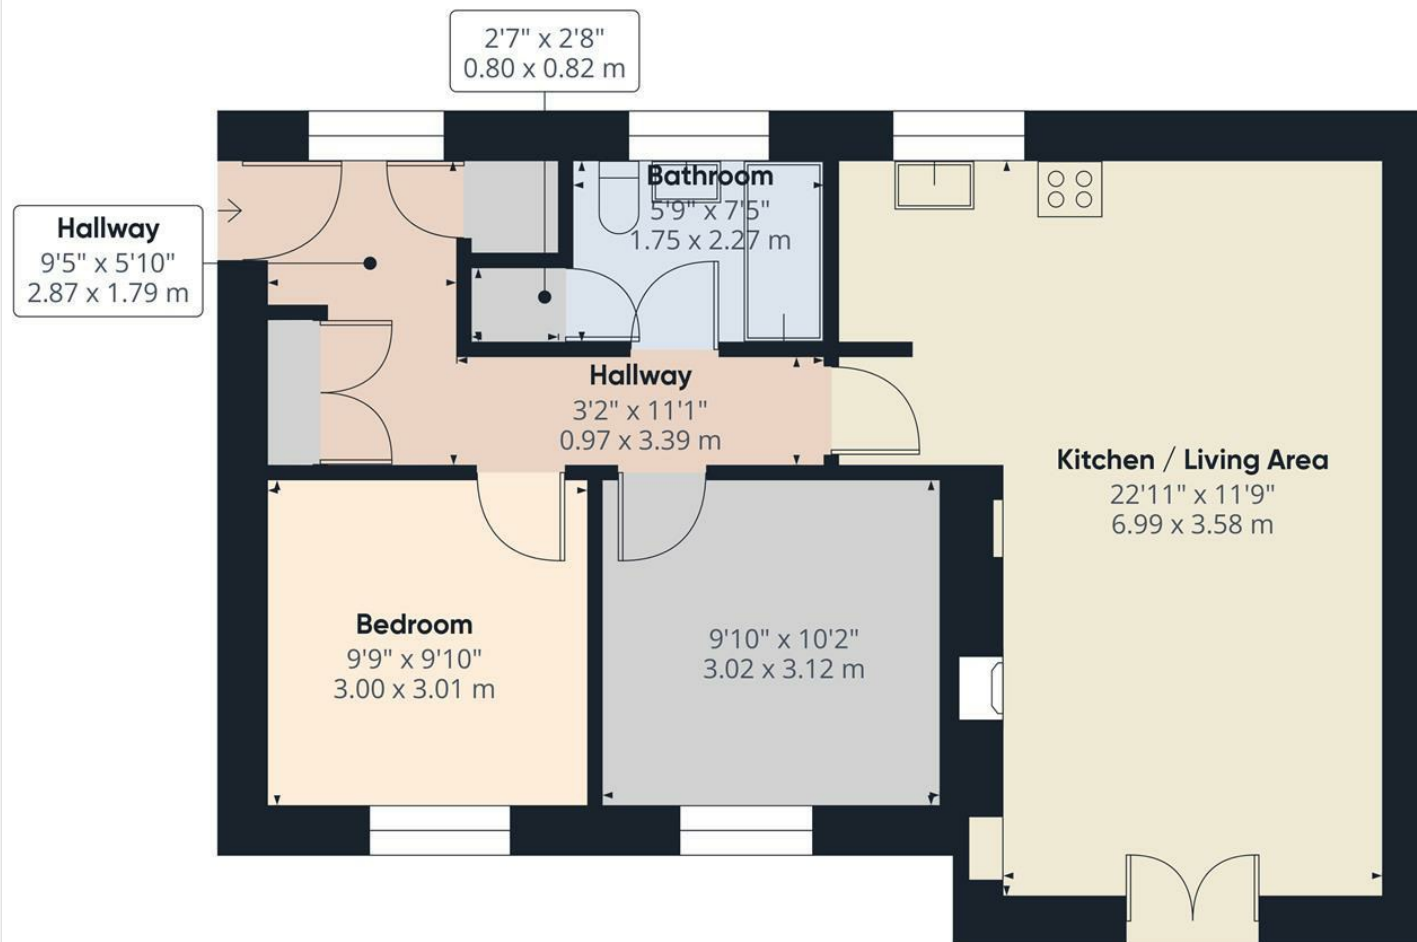 2'7" x 2'8"
0.80 x 0.82 m
Hallway
9'5" x 5'10"
2.87 x 1.79 m
Bathroom
5'9" x 7'5"
1.75 x 2.27 m
Hallway
3'2" x 11'1"
0.97 x 3.39 m
Kitchen / Living Area
22'11" x 11'9"
6.99 x 3.58 m
Bedroom
9'9" x 9'10"
3.00 x 3.01 m
9'10" x 10'2"
3.02 x 3.12 m